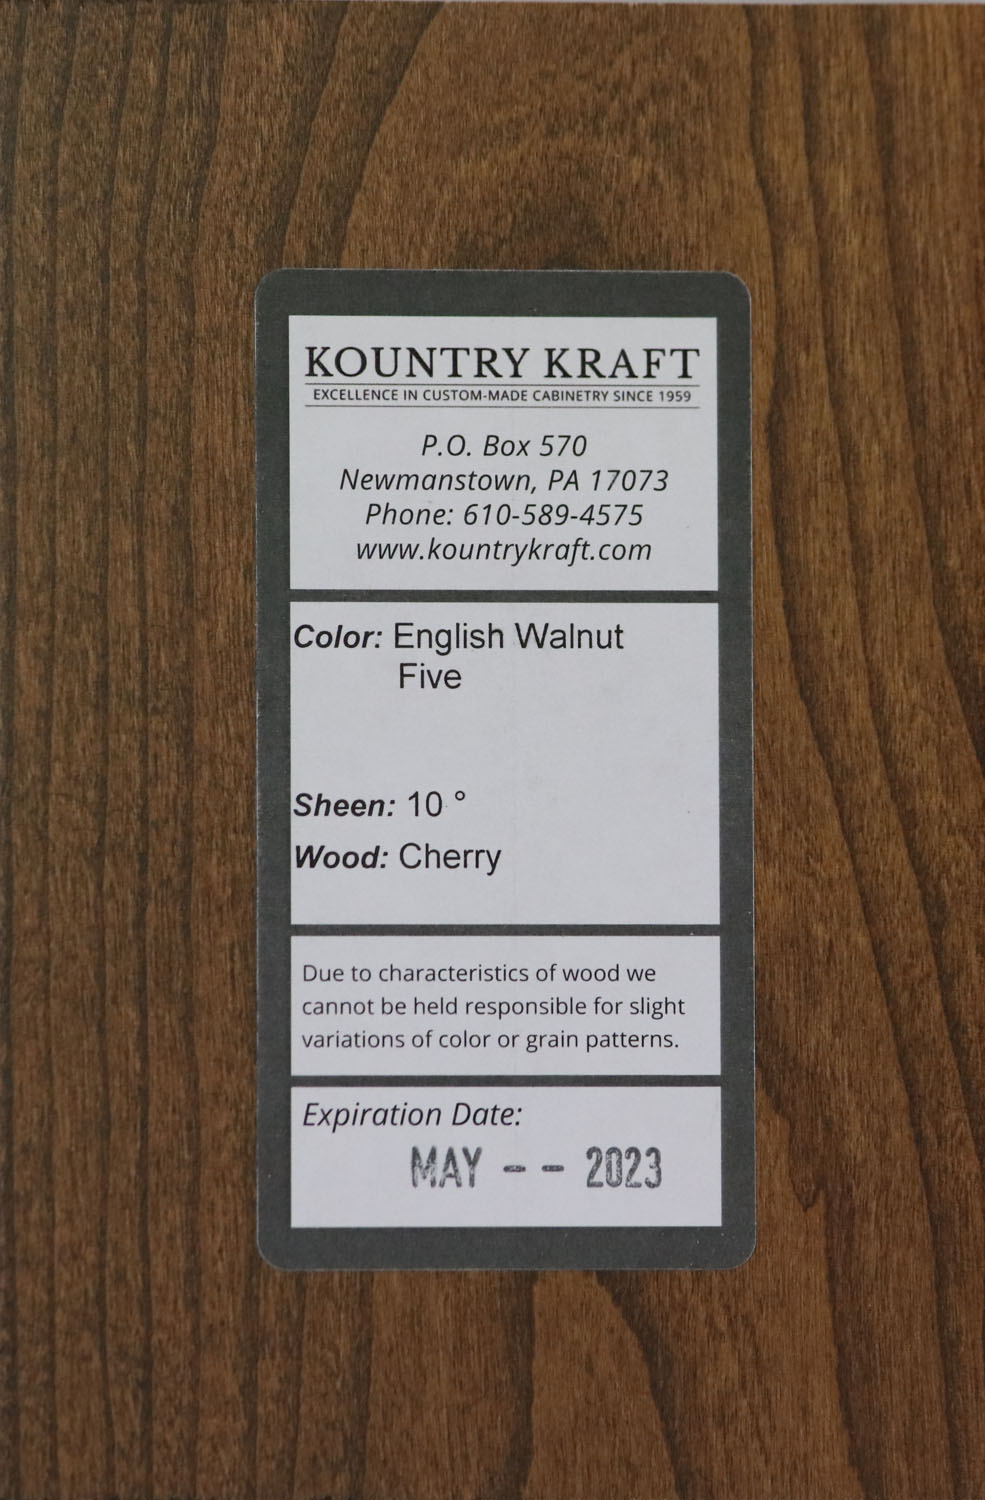 KOUNTRY KRAFT
EXCELLENCE IN CUSTOM-MADE CABINETRY SINCE 1959
P.O. Box 570
Newmanstown, PA 17073
Phone: 610-589-4575
www.kountrykraft.com
Color: English Walnut
Five
Sheen: 10 °
Wood: Cherry
Due to characteristics of wood we
cannot be held responsible for slight
variations of color or grain patterns.
Expiration Date:
MAY -- 2023